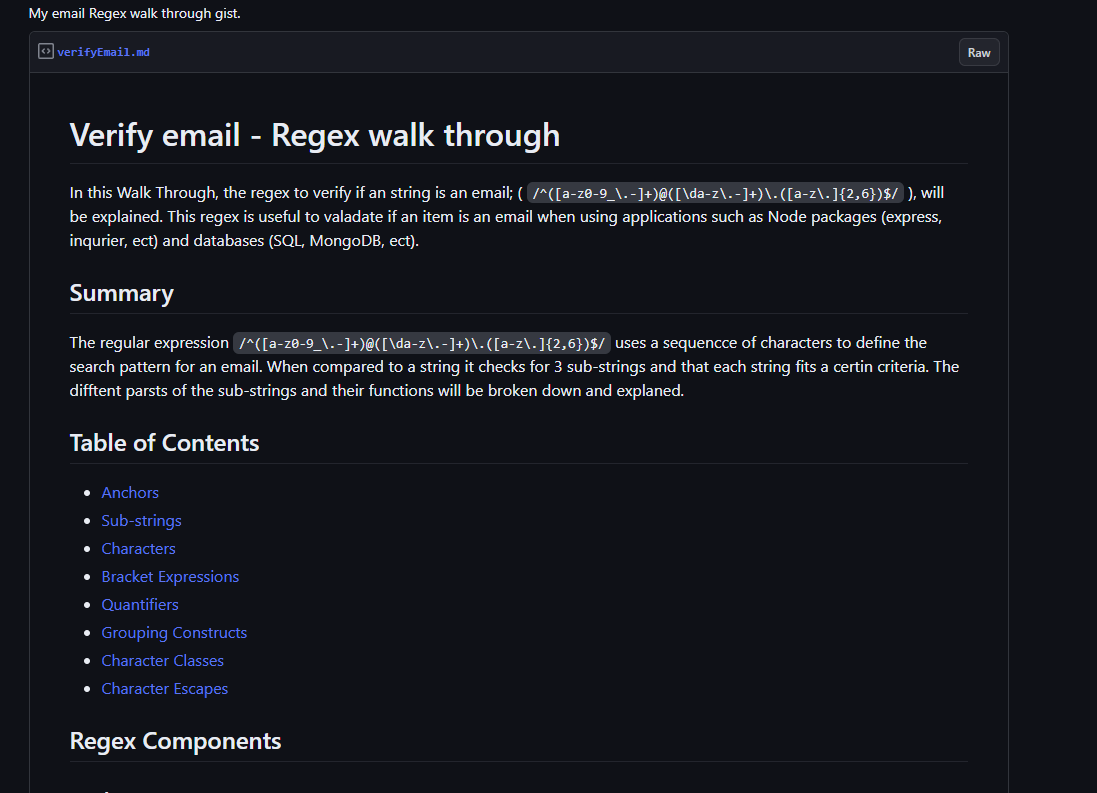 My email Regex walk through gist.
verifyEmail.md
Raw
Verify email - Regex walk through
In this Walk Through, the regex to verify if an string is an email; ( /^([a-z0-9_\.-]+)@([\da-z\.-]+)\.([a-z\.]{2,6})$/ ), will
be explained. This regex is useful to valadate if an item is an email when using applications such as Node packages (express,
inqurier, ect) and databases (SQL, MongoDB, ect).
Summary
The regular expression /^([a-z0-9_\.-]+)@([\da-z\.-]+)\.([a-z\.]{2,6})$/ uses a sequencce of characters to define the
search pattern for an email. When compared to a string it checks for 3 sub-strings and that each string fits a certin criteria. The
diftent parsts of the sub-strings and their functions will be broken down and explaned.
Table of Contents
Anchors
Sub-strings
Characters
Bracket Expressions
Quantifiers
Grouping Constructs
Character Classes
Character Escapes
Regex Components